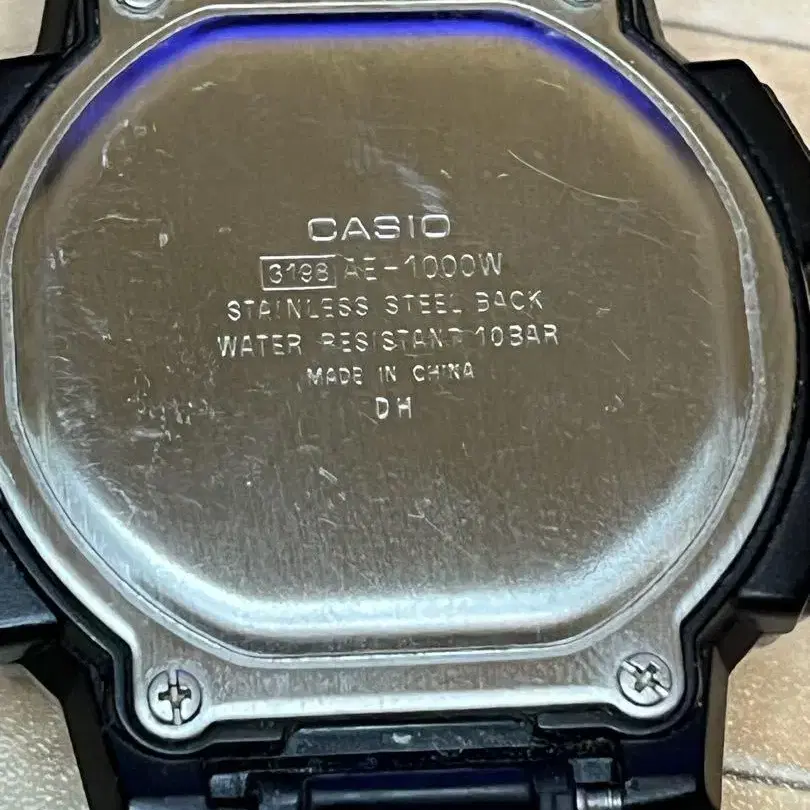 CASIO
3198 AE-1000W
STAINLESS STEEL BACK
WATER RESISTANT 10BAR
MADE IN CHINA
DH